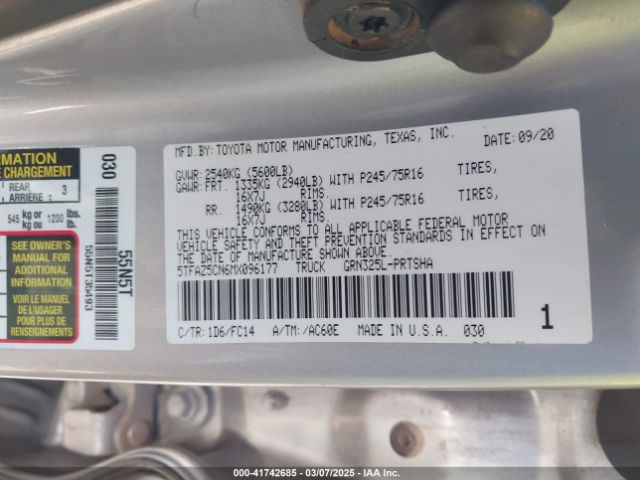 RMATION
E CHARGEMENT
REAR
ARRIÈRE :
3
545 kg or 1200 lbs.
kg ou lb.
SEE OWNER'S
MANUAL FOR
ADDITIONAL
INFORMATION
VOIR LE MANUEL
DE L'USAGER
POUR PLUS DE
RENSEIGNEMENTS
030
55N5T
MFD.BY: TOYOTA MOTOR MANUFACTURING, TEXAS, INC. DATE: 09/20
GVWR: 2540KG (5600LB)
GAWR: FRT. 1335KG (2940LB) WITH P245/75R16 TIRES,
16X7J RIMS,
RR. 1490KG (3280LB) WITH P245/75R16 TIRES,
16X7J RIMS.
THIS VEHICLE CONFORMS TO ALL APPLICABLE FEDERAL MOTOR
VEHICLE SAFETY AND THEFT PREVENTION STANDARDS IN EFFECT ON
THE DATE OF MANUFACTURE SHOWN ABOVE.
5TFAZ5CN6MX096177 TRUCK GRN325L-PRTSHA
C/TR: 1D6/FC14 A/TM: /AC60E MADE IN U.S.A. 030
1
000-41742685 — 03/07/2025 — IAA Inc. —